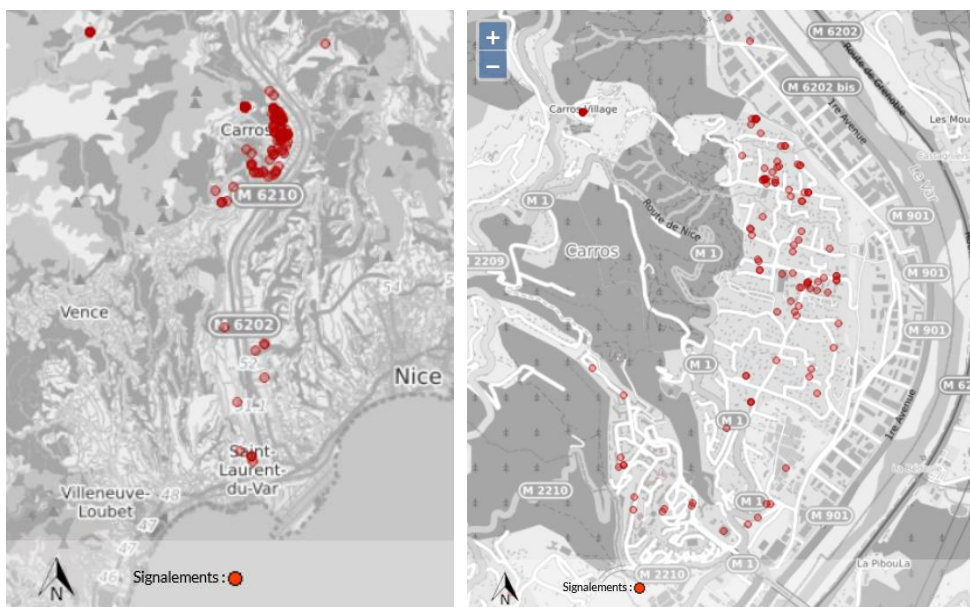 Carros
M 6210
54
Vence
M 6202
52
Nice
Saint-
Laurent-
du-Var
Villeneuve-
Loubet
48
47
47
46
N
Signalements :
+
−
M 6202
Route de Grenoble
M 6202 bis
1re Avenue
Carros Village
Les Mou
Le Var
M 1
M 901
Route de Nice
Carros
M 1
M 2209
M 901
M 901
M 1
M 62
1re Avenue
M 1
M 2210
M 1
M 901
La PibouLa
M 1
M 2210
N
Signalements :